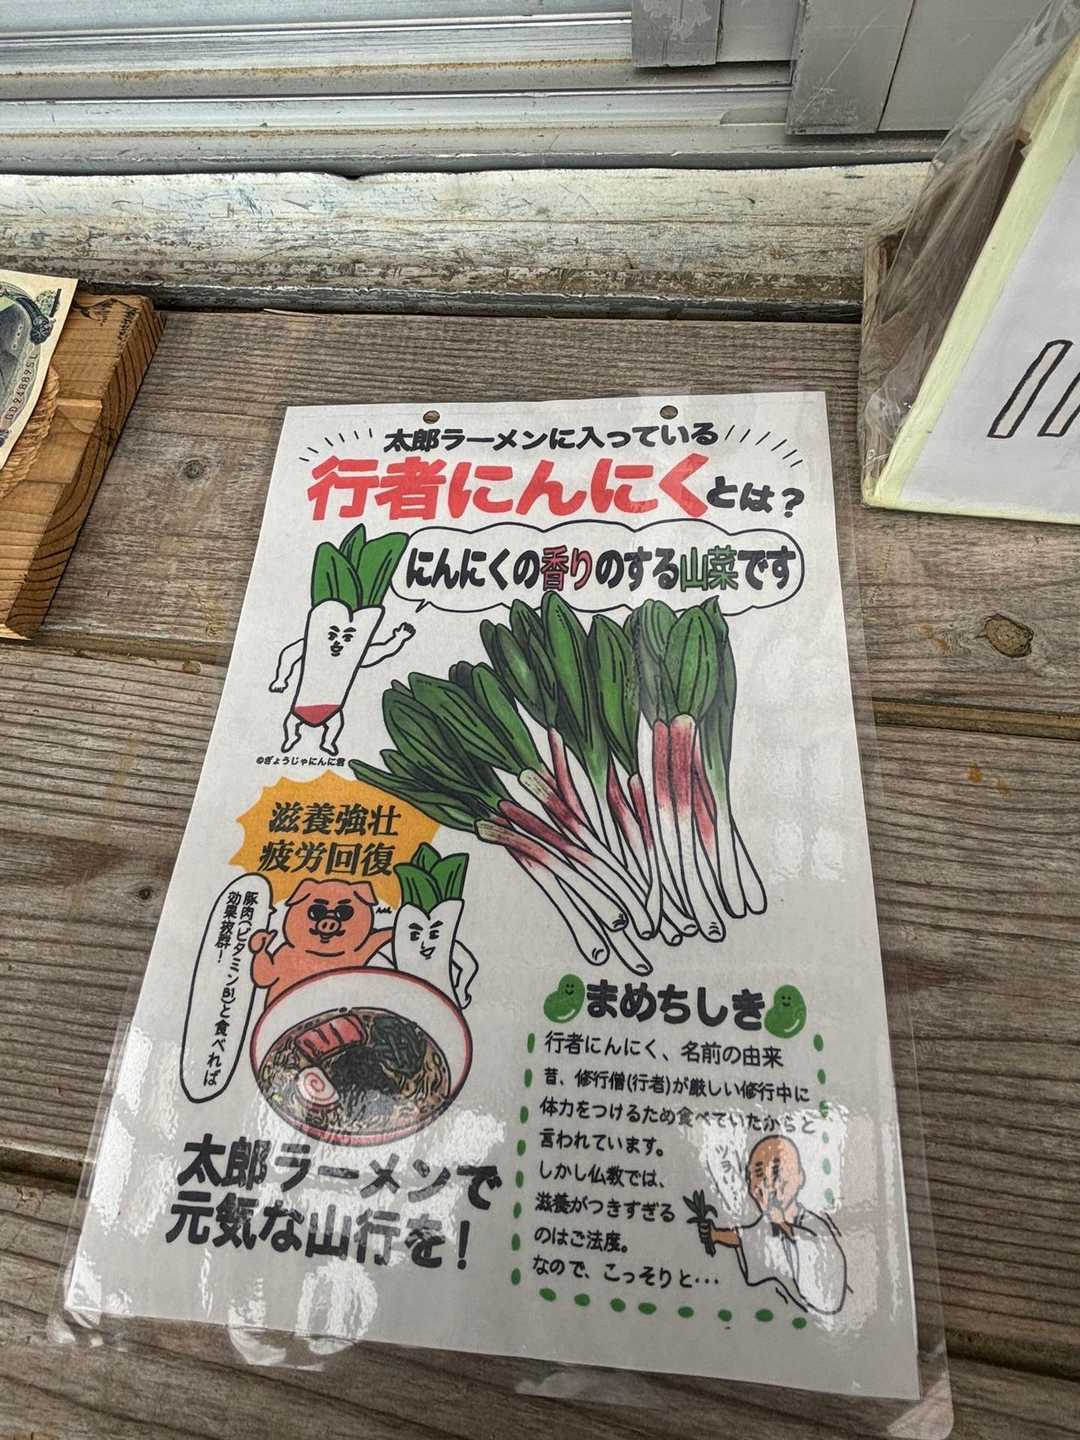 太郎ラーメンに入っている
行者にんにくとは?
にんにくの香りのする山菜です
©ぎょうじゃにんに君
滋養強壮
疲労回復
豚肉(ビタミンB1)と食べれば
効果抜群!
太郎ラーメンで
元気な山行を!
まめちしき
行者にんにく、名前の由来
昔、修行僧(行者)が厳しい修行中に
体力をつけるため食べていたからと
言われています。
しかし仏教では、
滋養がつきすぎる
のはご法度。
なので、こっそりと…
ツラい…